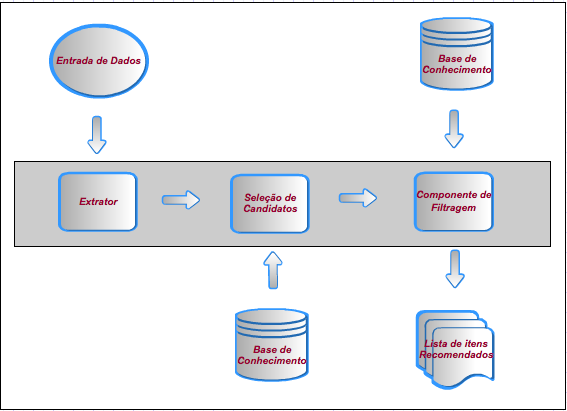 Entrada de Dados
Base de
Conhecimento
Extrator
Seleção de
Candidatos
Componente de
Filtragem
Base de
Conhecimento
Lista de itens
Recomendados